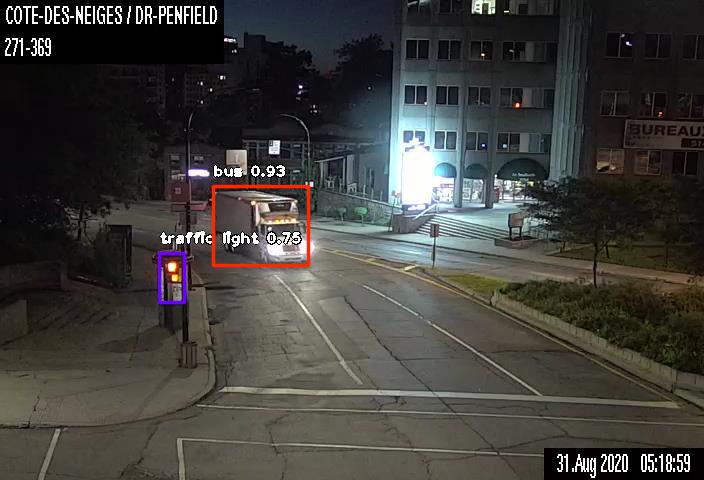 COTE-DES-NEIGES / DR-PENFIELD
271-369
bus 0.93
traffic light 0.75
BUREAUX
31.Aug 2020 05:18:59